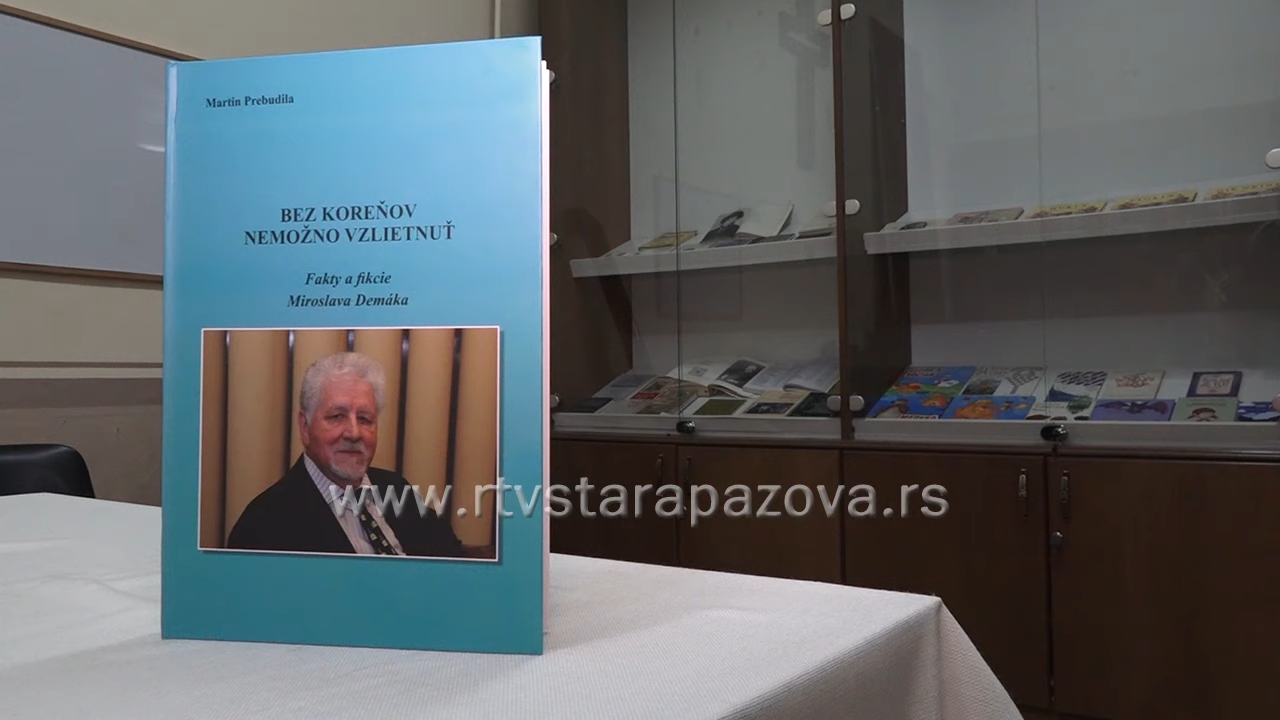 Martin Prebudila
BEZ KOREŇOV
NEMOŽNO VZLIETNUŤ
Fakty a fikcie
Miroslava Demáka
www.rtvstarapazova.rs